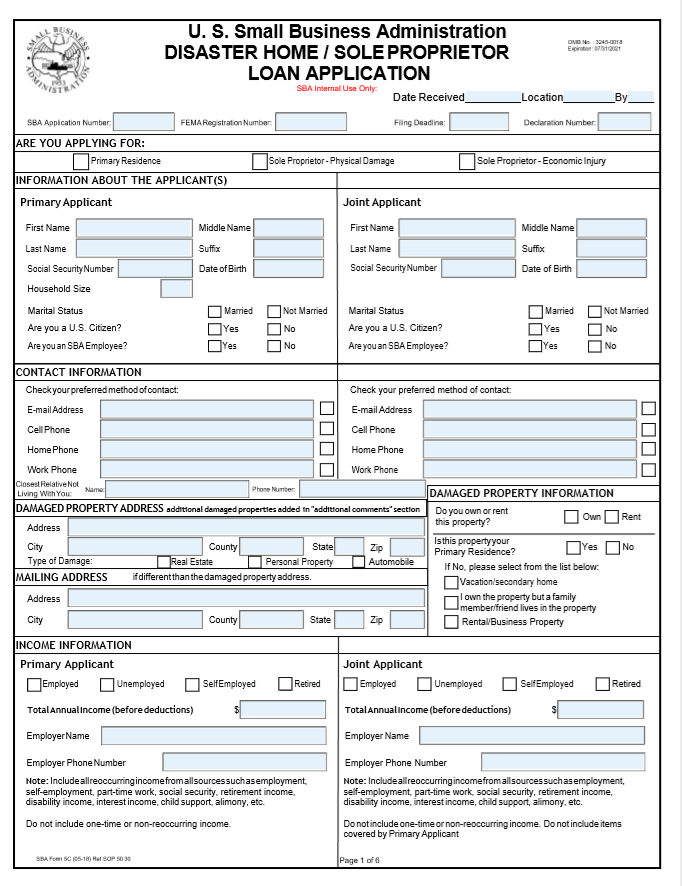 SMALL BUSINESS
ADMINISTRATION
1953
U. S. Small Business Administration
DISASTER HOME / SOLE PROPRIETOR
LOAN APPLICATION
OMB No. : 3245-0018
Expiration: 07/31/2021
SBA Internal Use Only:
Date Received Location By
SBA Application Number: FEMA Registration Number: Filing Deadline: Declaration Number:
ARE YOU APPLYING FOR:
Primary Residence Sole Proprietor - Physical Damage Sole Proprietor - Economic Injury
INFORMATION ABOUT THE APPLICANT(S)
Primary Applicant Joint Applicant
First Name Middle Name First Name Middle Name
Last Name Suffix Last Name Suffix
Social Security Number Date of Birth Social Security Number Date of Birth
Household Size
Marital Status Married Not Married Marital Status Married Not Married
Are you a U.S. Citizen? Yes No Are you a U.S. Citizen? Yes No
Are you an SBA Employee? Yes No Are you an SBA Employee? Yes No
CONTACT INFORMATION
Check your preferred method of contact: Check your preferred method of contact:
E-mail Address E-mail Address
Cell Phone Cell Phone
Home Phone Home Phone
Work Phone Work Phone
Closest Relative Not
Living With You: Name: Phone Number:
DAMAGED PROPERTY ADDRESS additional damaged properties added in "additional comments" section
Address
City County State Zip
Type of Damage: Real Estate Personal Property Automobile
MAILING ADDRESS if different than the damaged property address.
Address
City County State Zip
DAMAGED PROPERTY INFORMATION
Do you own or rent
this property? Own Rent
Is this property your
Primary Residence? Yes No
If No, please select from the list below:
Vacation/secondary home
I own the property but a family
member/friend lives in the property
Rental/Business Property
INCOME INFORMATION
Primary Applicant Joint Applicant
Employed Unemployed Self Employed Retired Employed Unemployed Self Employed Retired
Total Annual Income (before deductions) $ Total Annual Income (before deductions) $
Employer Name Employer Name
Employer Phone Number Employer Phone Number
Note: Include all reoccurring income from all sources such as employment,
self-employment, part-time work, social security, retirement income,
disability income, interest income, child support, alimony, etc.
Do not include one-time or non-reoccurring income.
Note: Include all reoccurring income from all sources such as employment,
self-employment, part-time work, social security, retirement income,
disability income, interest income, child support, alimony, etc.
Do not include one-time or non-reoccurring income. Do not include items
covered by Primary Applicant
SBA Form 5C (05-18) Ref SOP 50 30 Page 1 of 6